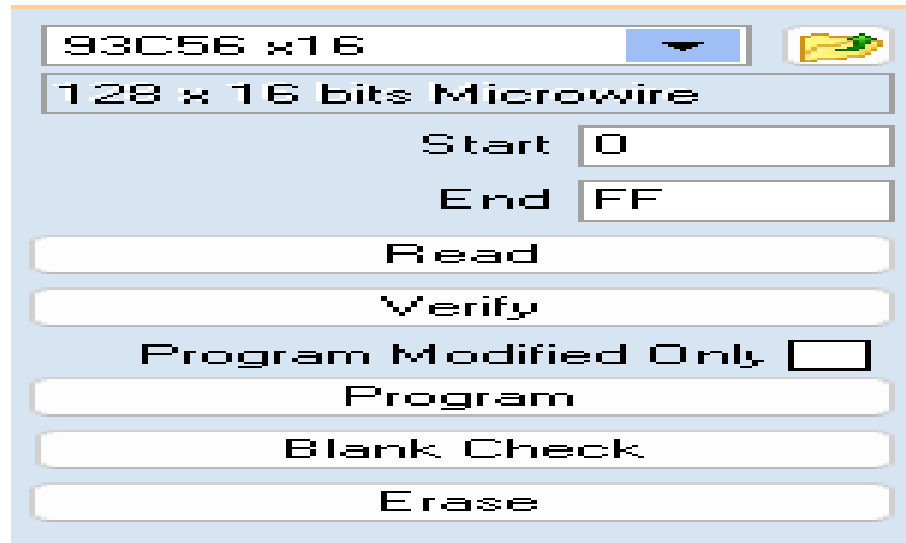 93C56 x16
128 x 16 bits Microwire
Start 0
End FF
Read
Verify
Program Modified Only
Program
Blank Check
Erase